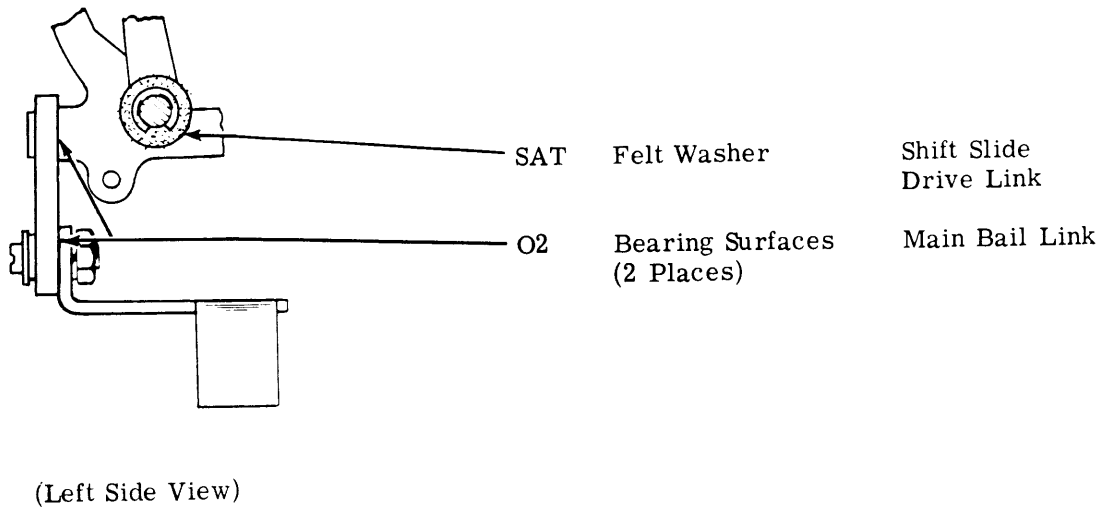 SAT Felt Washer Shift Slide
Drive Link
O2 Bearing Surfaces Main Bail Link
(2 Places)
(Left Side View)